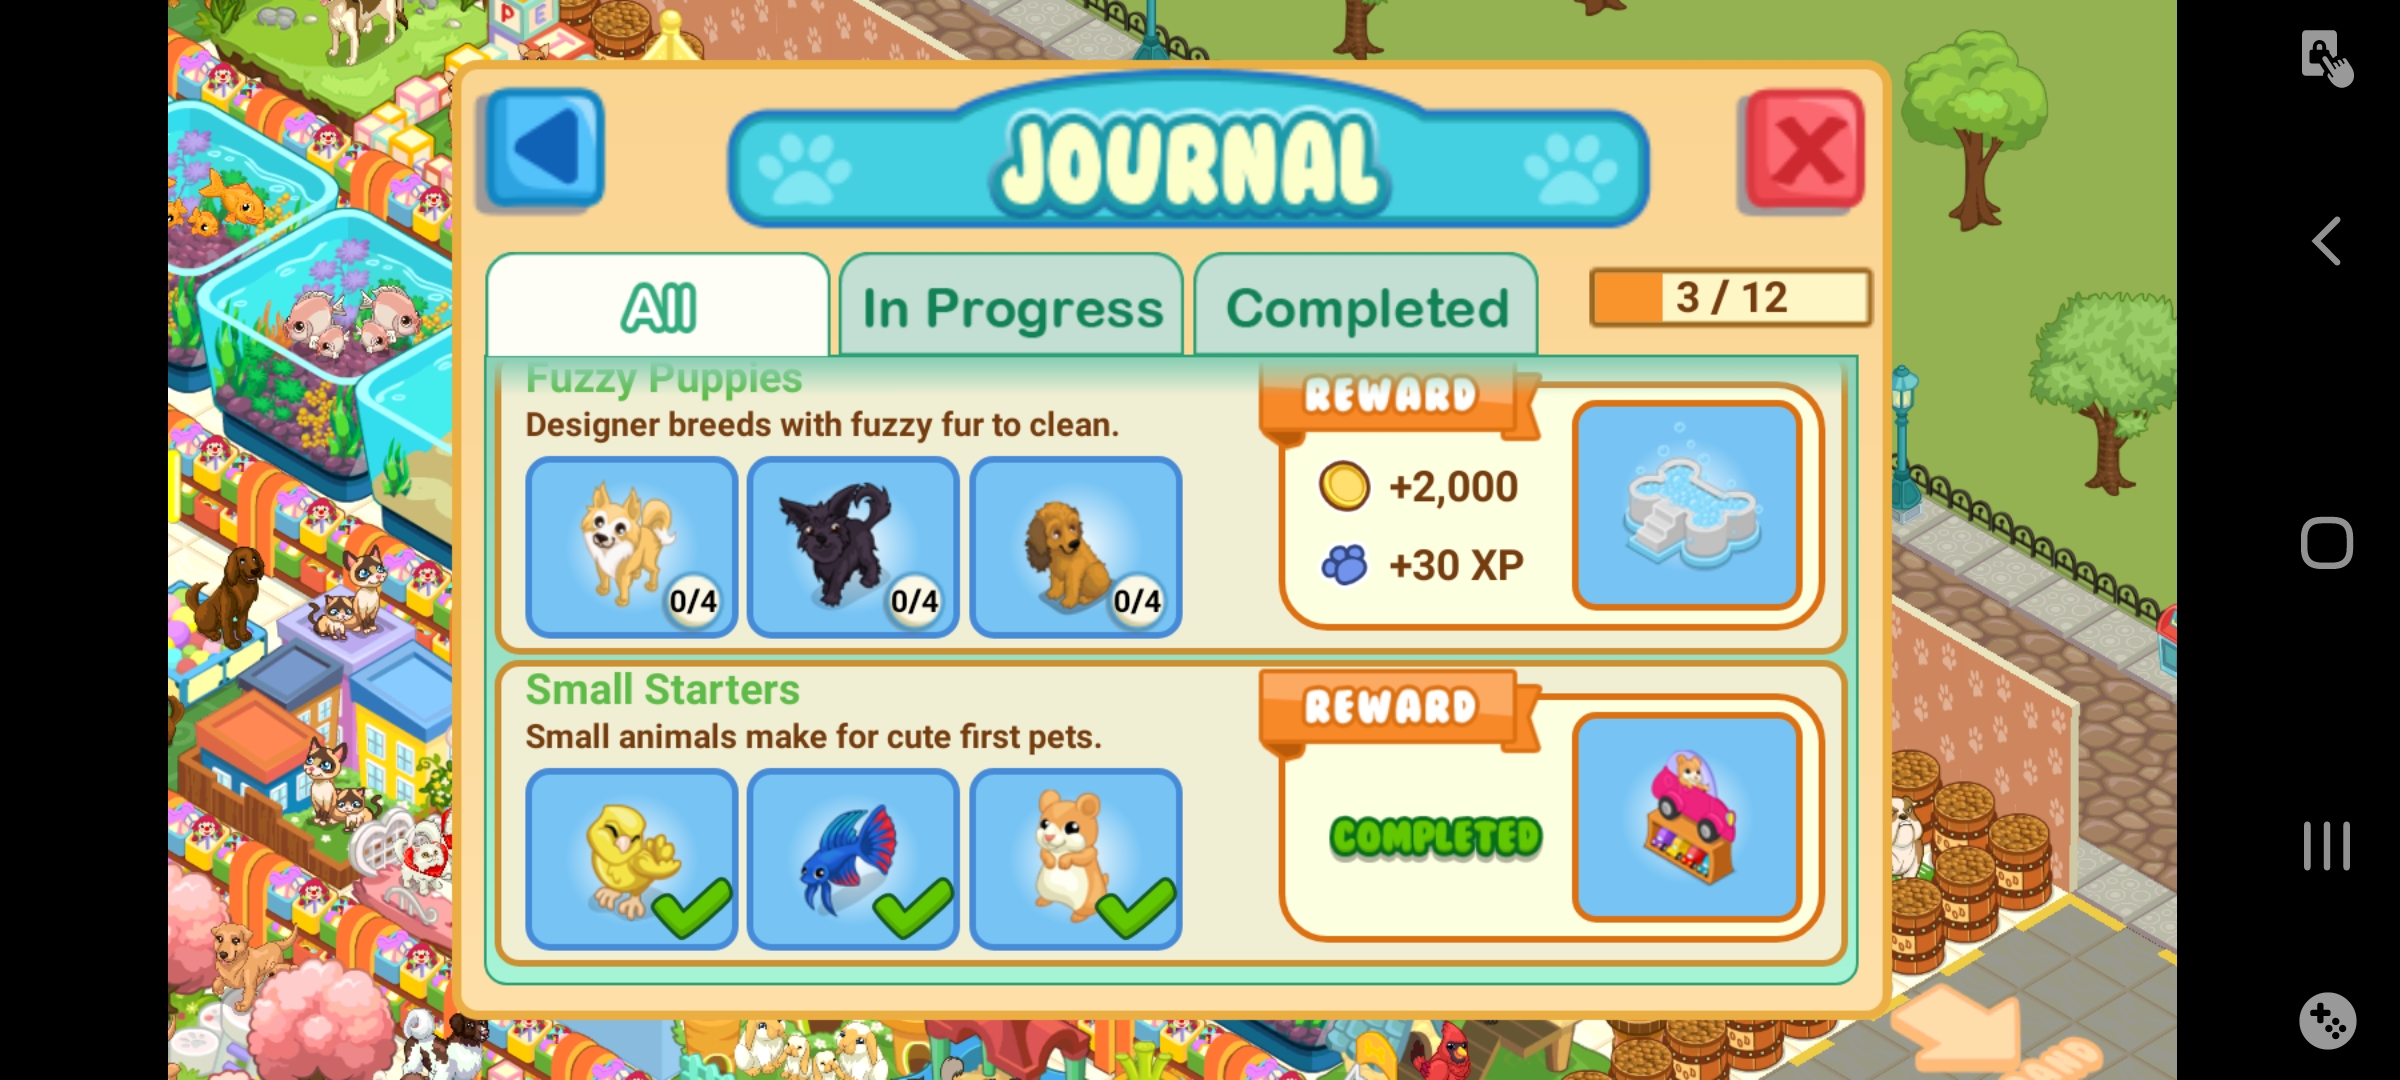 JOURNAL
All
In Progress
Completed
3 / 12
Fuzzy Puppies
Designer breeds with fuzzy fur to clean.
0/4
0/4
0/4
REWARD
+2,000
+30 XP
Small Starters
Small animals make for cute first pets.
REWARD
COMPLETED